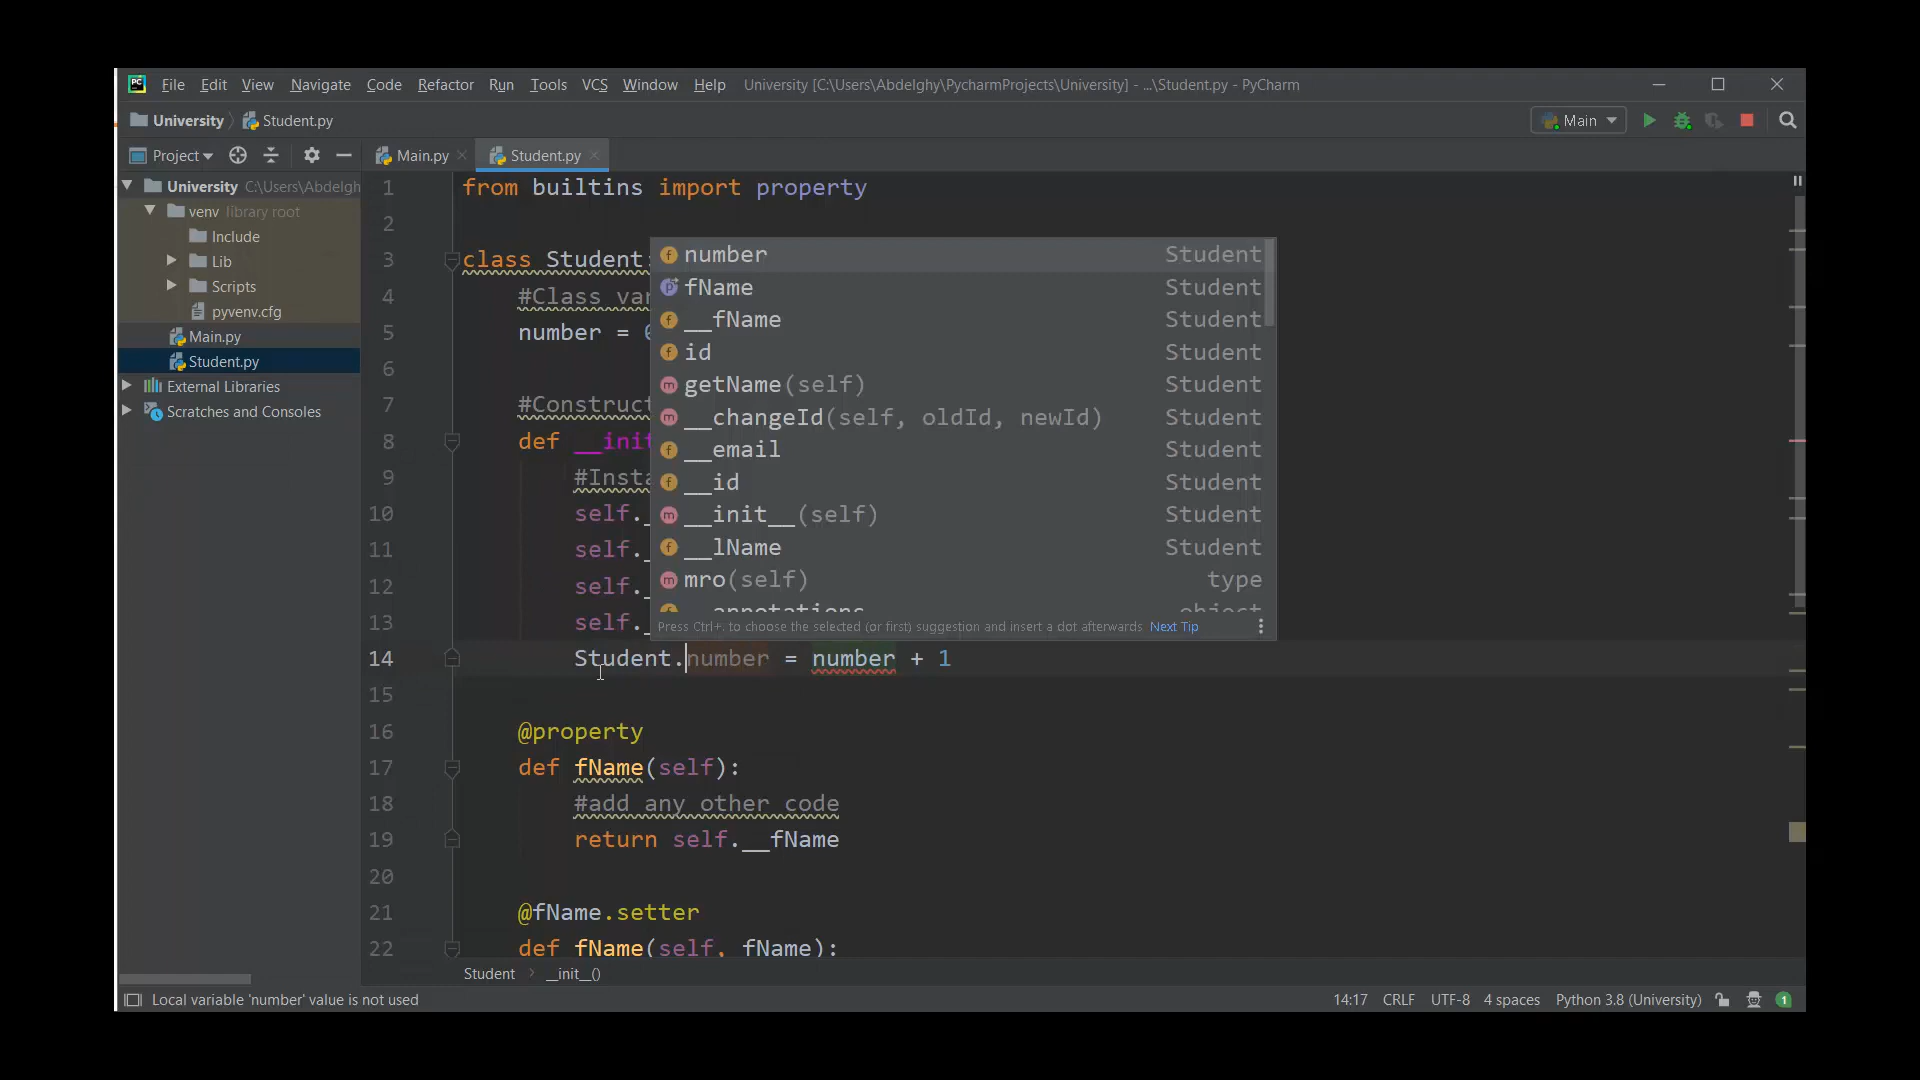 PC File Edit View Navigate Code Refactor Run Tools VCS Window Help University [C:\Users\Abdelghy\PycharmProjects\University] - ...\Student.py - PyCharm
University Student.py Main
Project Main.py Student.py
University C:\Users\Abdelgh
venv library root
Include
Lib
Scripts
pyvenv.cfg
Main.py
Student.py
External Libraries
Scratches and Consoles
1 from builtins import property
2
3 class Student:
4 #Class var
5 number = 0
6
7 #Construct
8 def __init
9 #Insta
10 self._
11 self._
12 self._
13 self._
14 Student.number = number + 1
15
16 @property
17 def fName(self):
18 #add any other code
19 return self.__fName
20
21 @fName.setter
22 def fName(self, fName):
f number Student
p fName Student
f __fName Student
f id Student
m getName(self) Student
m __changeId(self, oldId, newId) Student
f __email Student
f __id Student
m __init__(self) Student
f __lName Student
m mro(self) type
f __annotations__ object
Press Ctrl+. to choose the selected (or first) suggestion and insert a dot afterwards Next Tip
Student __init__()
Local variable 'number' value is not used 14:17 CRLF UTF-8 4 spaces Python 3.8 (University) 1